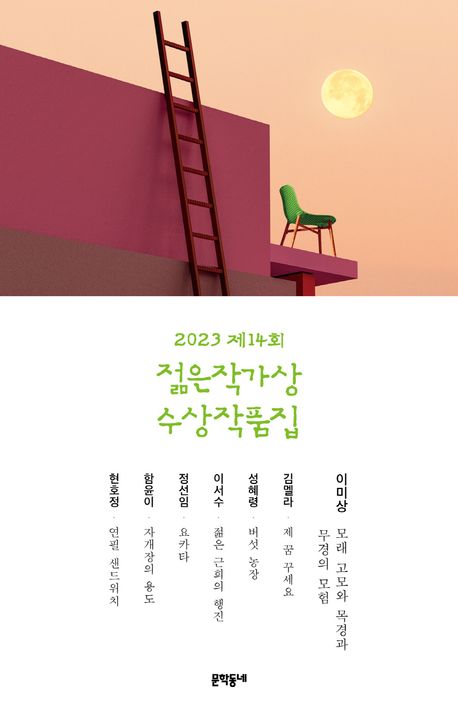 2023 제14회
젊은작가상
수상작품집
이미상 모래 고모와 목경과
무경의 모험
김멜라 · 제 꿈 꾸세요
성혜령 · 버섯 농장
이서수 · 젊은 근희의 행진
정선임 · 요카타
함윤이 · 자개장의 용도
현호정 · 연필 샌드위치
문학동네